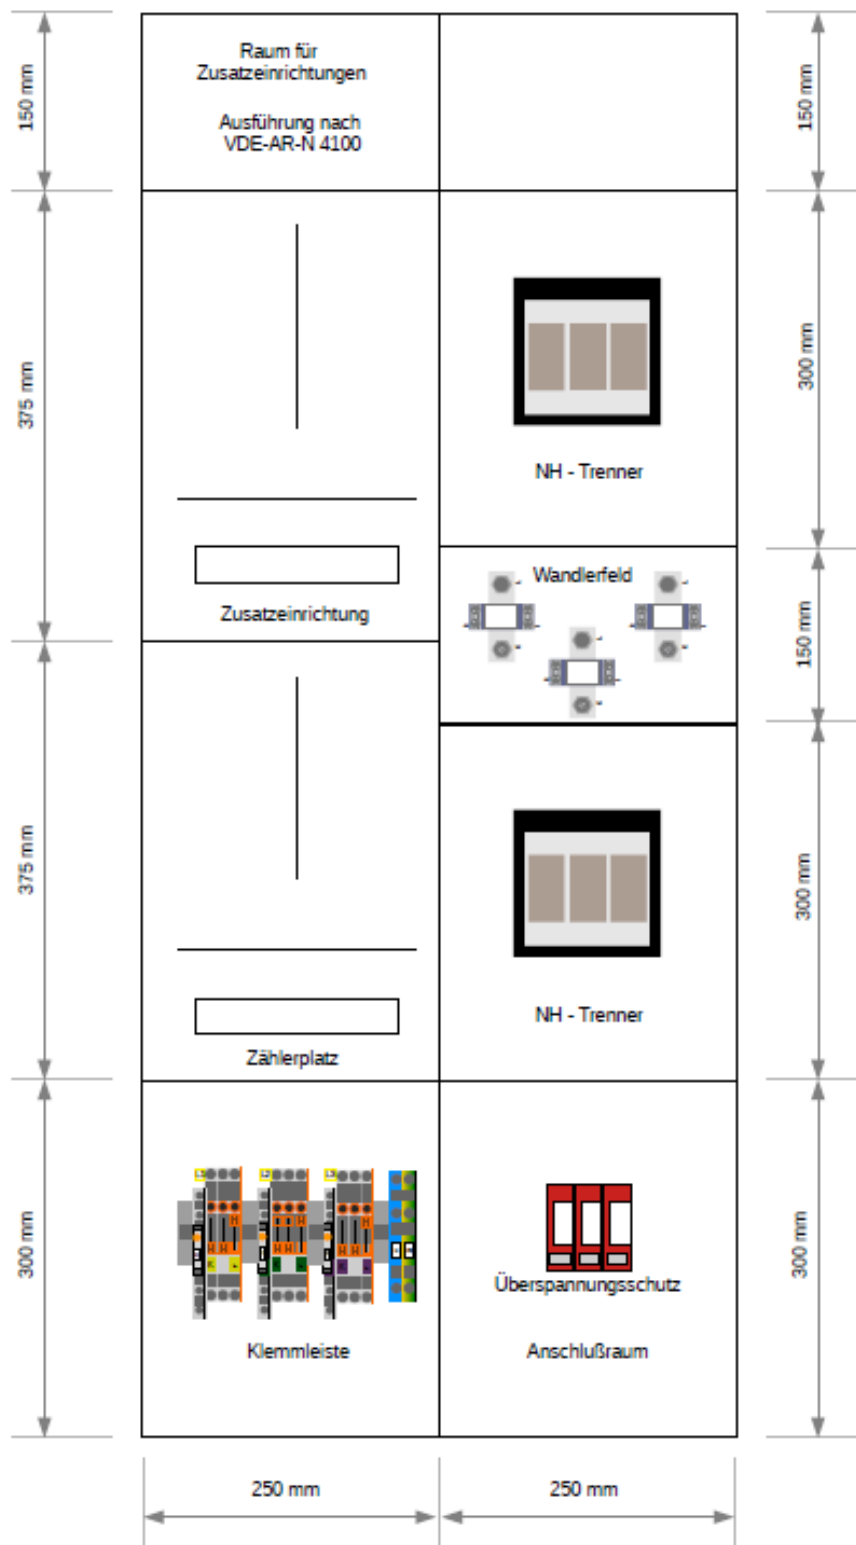 Raum für
Zusatzeinrichtungen
Ausführung nach
VDE-AR-N 4100
150 mm
150 mm
375 mm
300 mm
NH - Trenner
Zusatzeinrichtung
Wandlerfeld
150 mm
375 mm
300 mm
NH - Trenner
Zählerplatz
300 mm
300 mm
Klemmleiste
Überspannungsschutz
Anschlußraum
250 mm
250 mm